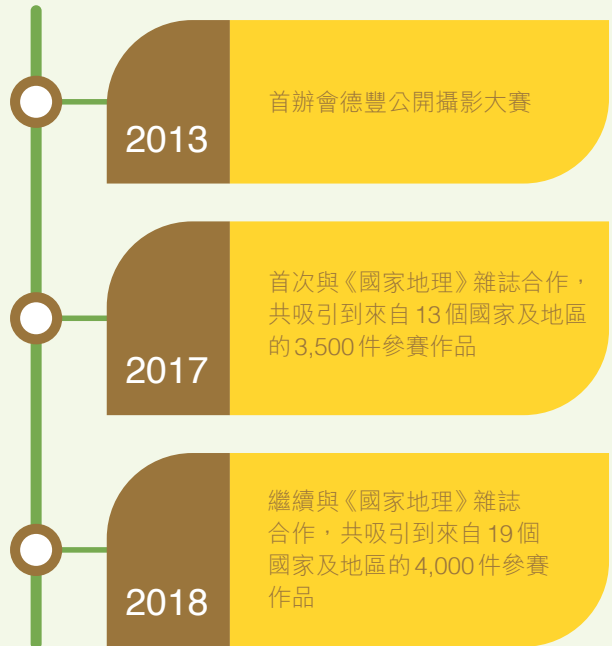 2013
首辦會德豐公開攝影大賽
2017
首次與《國家地理》雜誌合作，
共吸引到來自13個國家及地區
的3,500件參賽作品
2018
繼續與《國家地理》雜誌
合作，共吸引到來自19個
國家及地區的4,000件參賽
作品